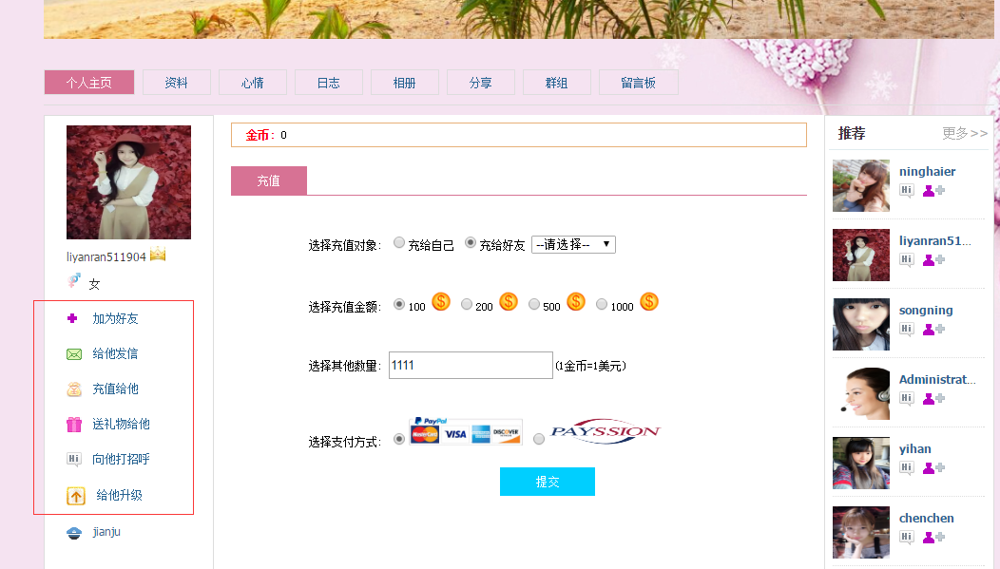 个人主页 资料 心情 日志 相册 分享 群组 留言板
liyanran511904
女
加为好友
给他发信
充值给他
送礼物给他
Hi 向他打招呼
给他升级
jianju
金币：0
充值
选择充值对象： 充给自己 充给好友 --请选择--
选择充值金额： 100 $ 200 $ 500 $ 1000 $
选择其他数量： 1111 (1金币=1美元)
选择支付方式： PayPal MasterCard VISA DISCOVER PAYSSION
提交
推荐 更多>>
ninghaier
Hi
liyanran51...
Hi
songning
Hi
Administrat...
Hi
yihan
Hi
chenchen
Hi